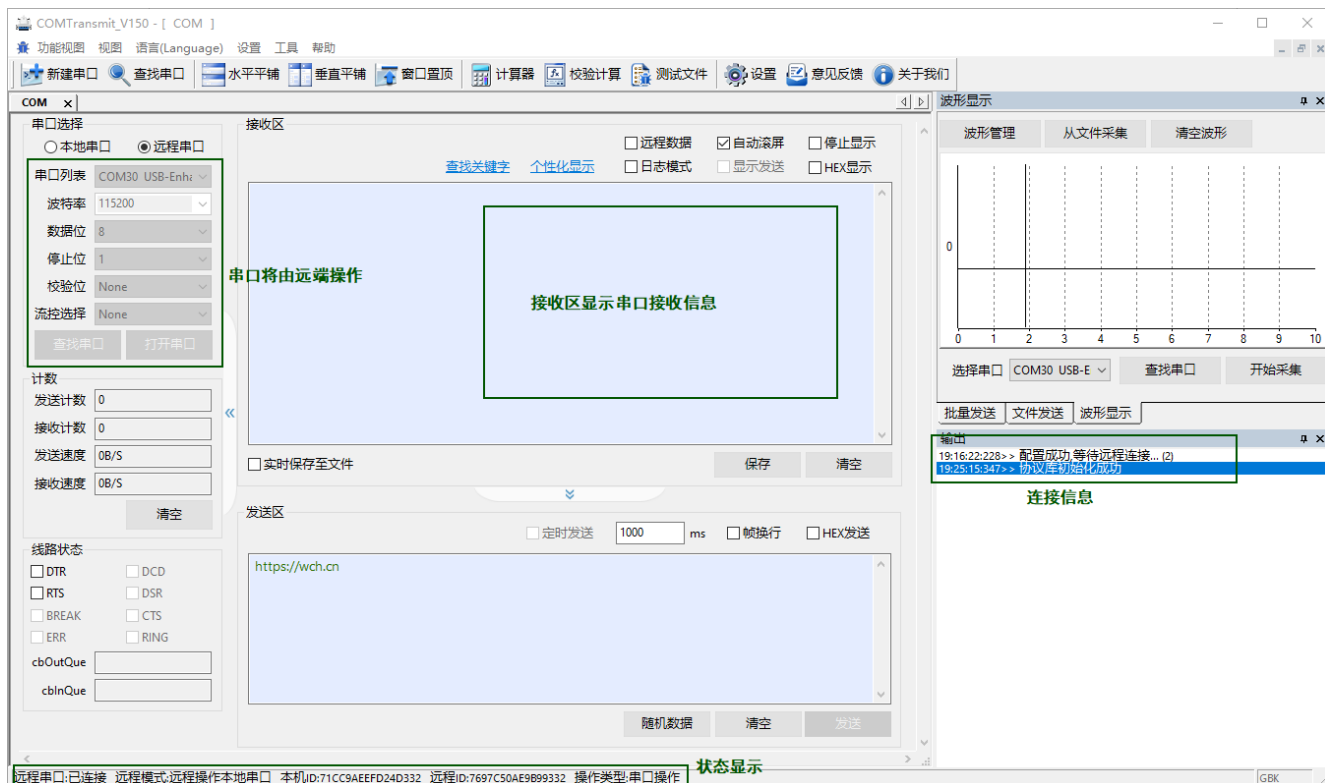 COMTransmit_V150 - [ COM ]
功能视图 视图 语言(Language) 设置 工具 帮助
新建串口 查找串口 水平平铺 垂直平铺 窗口置顶 计算器 校验计算 测试文件 设置 意见反馈 关于我们
COM x
串口选择
本地串口 远程串口
串口列表 COM30 USB-Enha
波特率 115200
数据位 8
停止位 1
校验位 None
流控选择 None
查找串口 打开串口
串口将由远端操作
计数
发送计数 0
接收计数 0
发送速度 0B/S
接收速度 0B/S
清空
线路状态
DTR DCD
RTS DSR
BREAK CTS
ERR RING
cbOutQue
cbInQue
接收区
远程数据 自动滚屏 停止显示
查找关键字 个性化显示 日志模式 显示发送 HEX显示
接收区显示串口接收信息
实时保存至文件 保存 清空
发送区
定时发送 1000 ms 帧换行 HEX发送
https://wch.cn
随机数据 清空 发送
波形显示
波形管理 从文件采集 清空波形
0
0 1 2 3 4 5 6 7 8 9 10
选择串口 COM30 USB-E 查找串口 开始采集
批量发送 文件发送 波形显示
输出
19:16:22:228>> 配置成功,等待远程连接... (2)
19:25:15:347>> 协议库初始化成功
连接信息
状态显示
远程串口:已连接 远程模式:远程操作本地串口 本机ID:71CC9AEEFD24D332 远程ID:7697C50AE9B99332 操作类型:串口操作
GBK